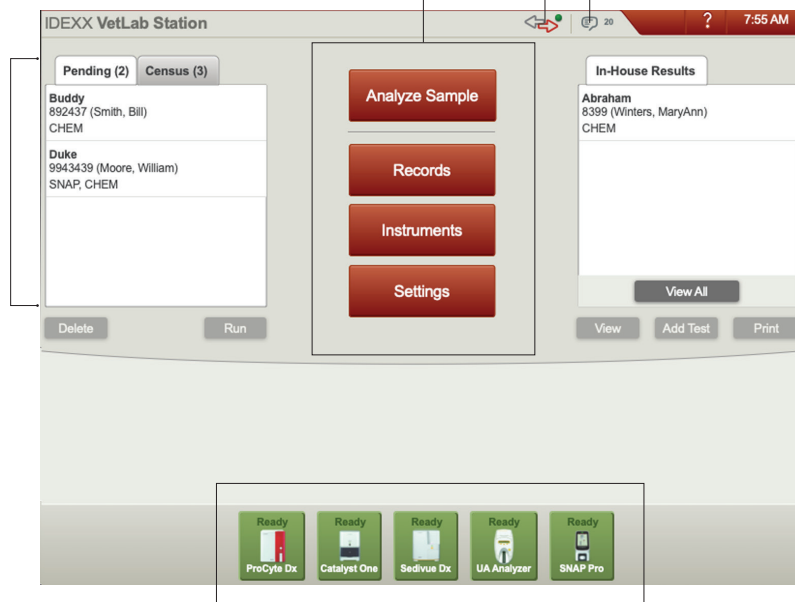 IDEXX VetLab Station
20
?
7:55 AM
Pending (2)
Census (3)
Buddy
892437 (Smith, Bill)
CHEM
Duke
9943439 (Moore, William)
SNAP, CHEM
Delete
Run
Analyze Sample
Records
Instruments
Settings
In-House Results
Abraham
8399 (Winters, MaryAnn)
CHEM
View All
View
Add Test
Print
Ready
ProCyte Dx
Ready
Catalyst One
Ready
Sedivue Dx
Ready
UA Analyzer
Ready
SNAP Pro